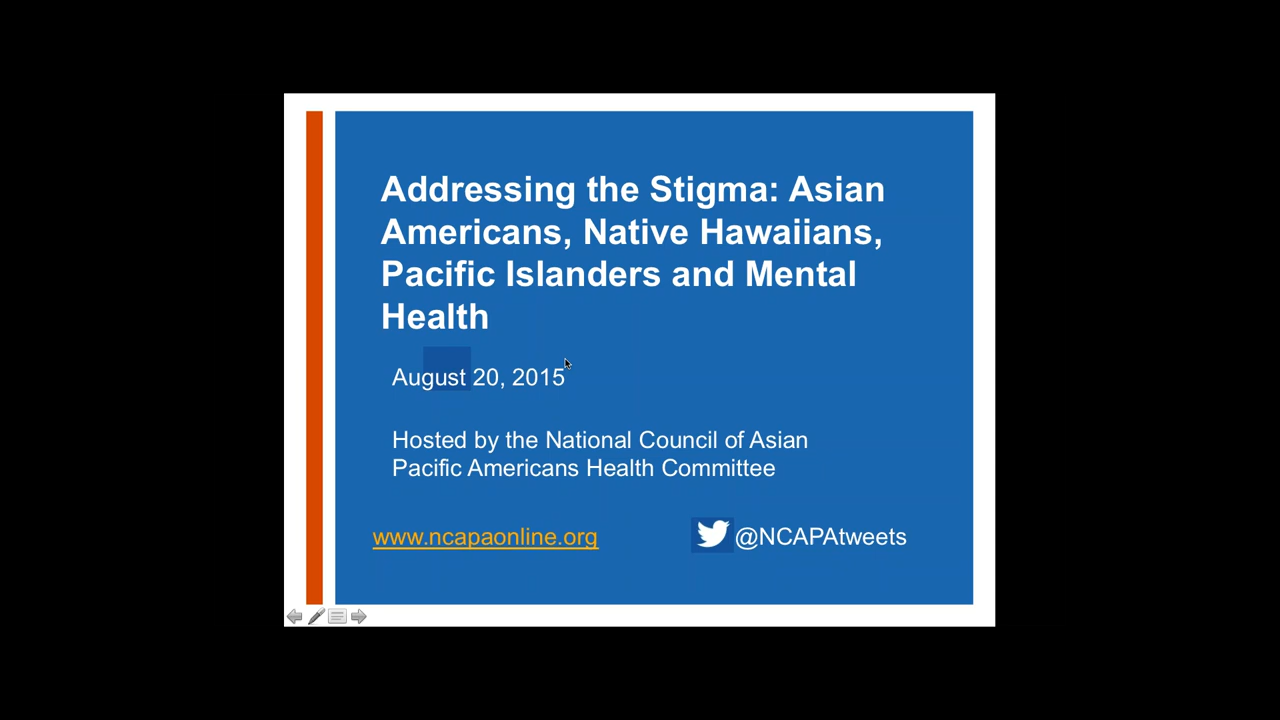 Addressing the Stigma: Asian
Americans, Native Hawaiians,
Pacific Islanders and Mental
Health
August 20, 2015
Hosted by the National Council of Asian
Pacific Americans Health Committee
www.ncapaonline.org
@NCAPAtweets